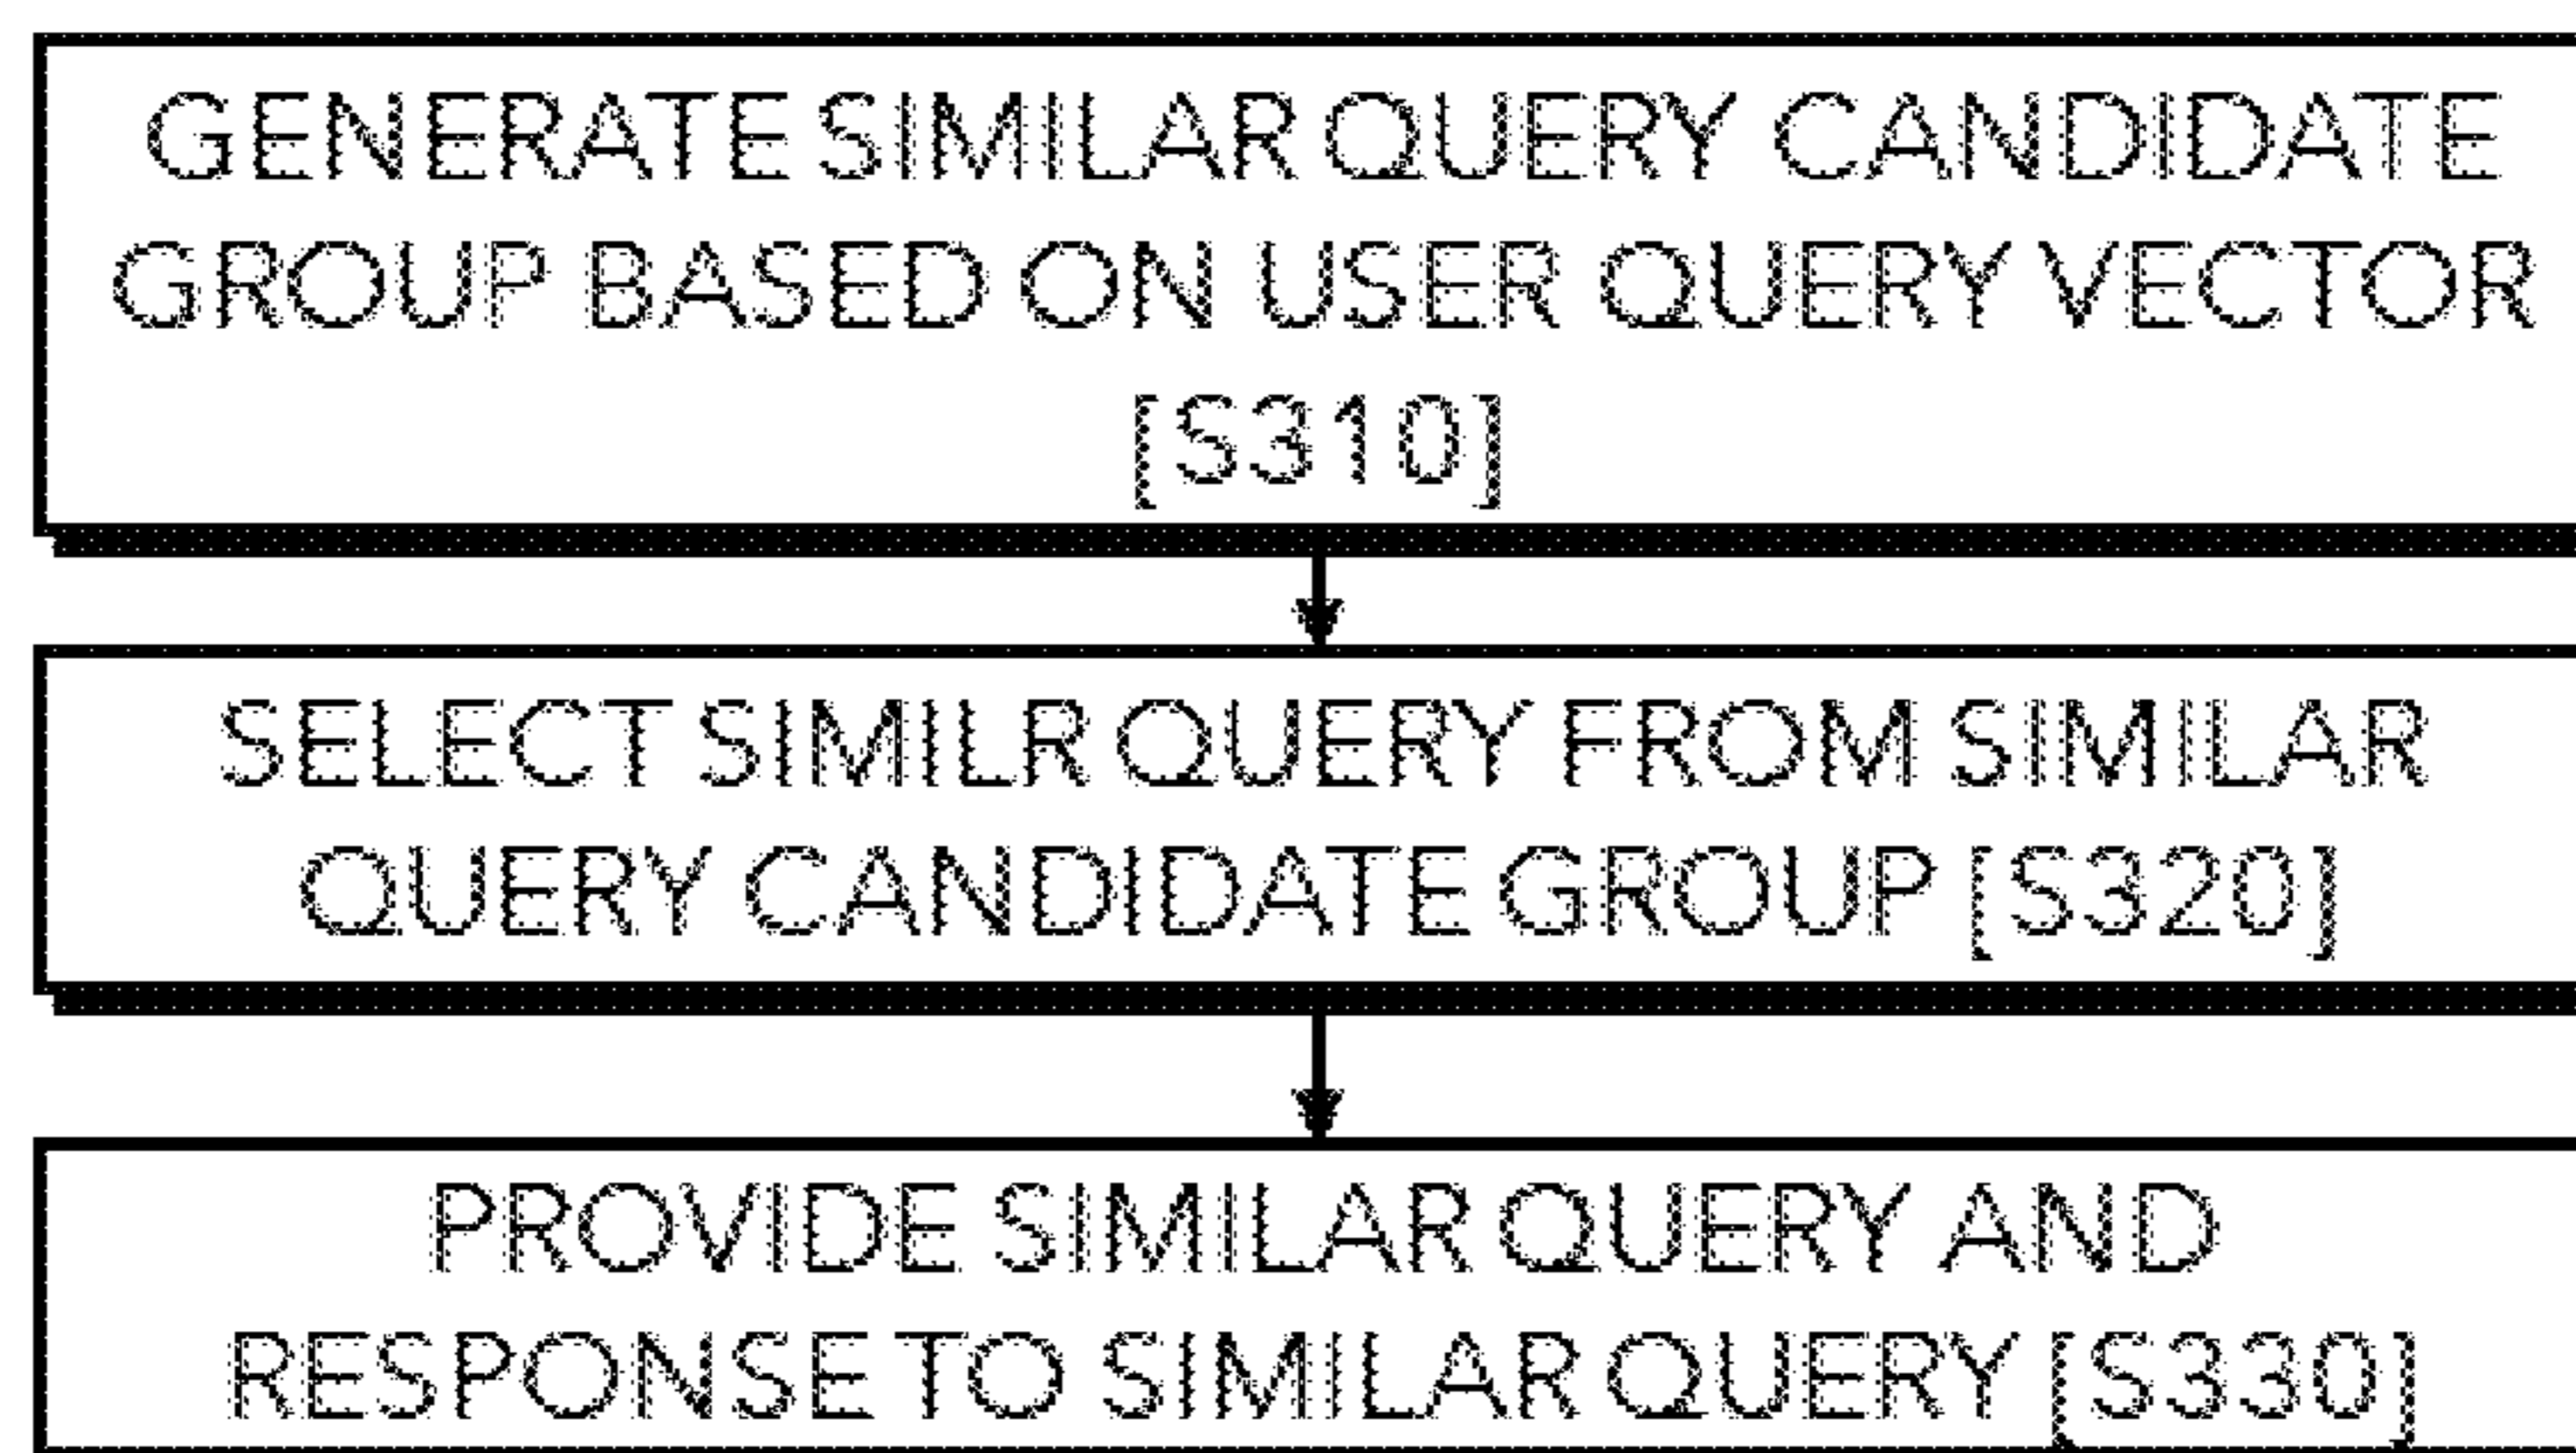 GENERATE SIMILAR QUERY CANDIDATE
GROUP BASED ON USER QUERY VECTOR
[S310]
SELECT SIMILR QUERY FROM SIMILAR
QUERY CANDIDATE GROUP [S320]
PROVIDE SIMILAR QUERY AND
RESPONSE TO SIMILAR QUERY [S330]